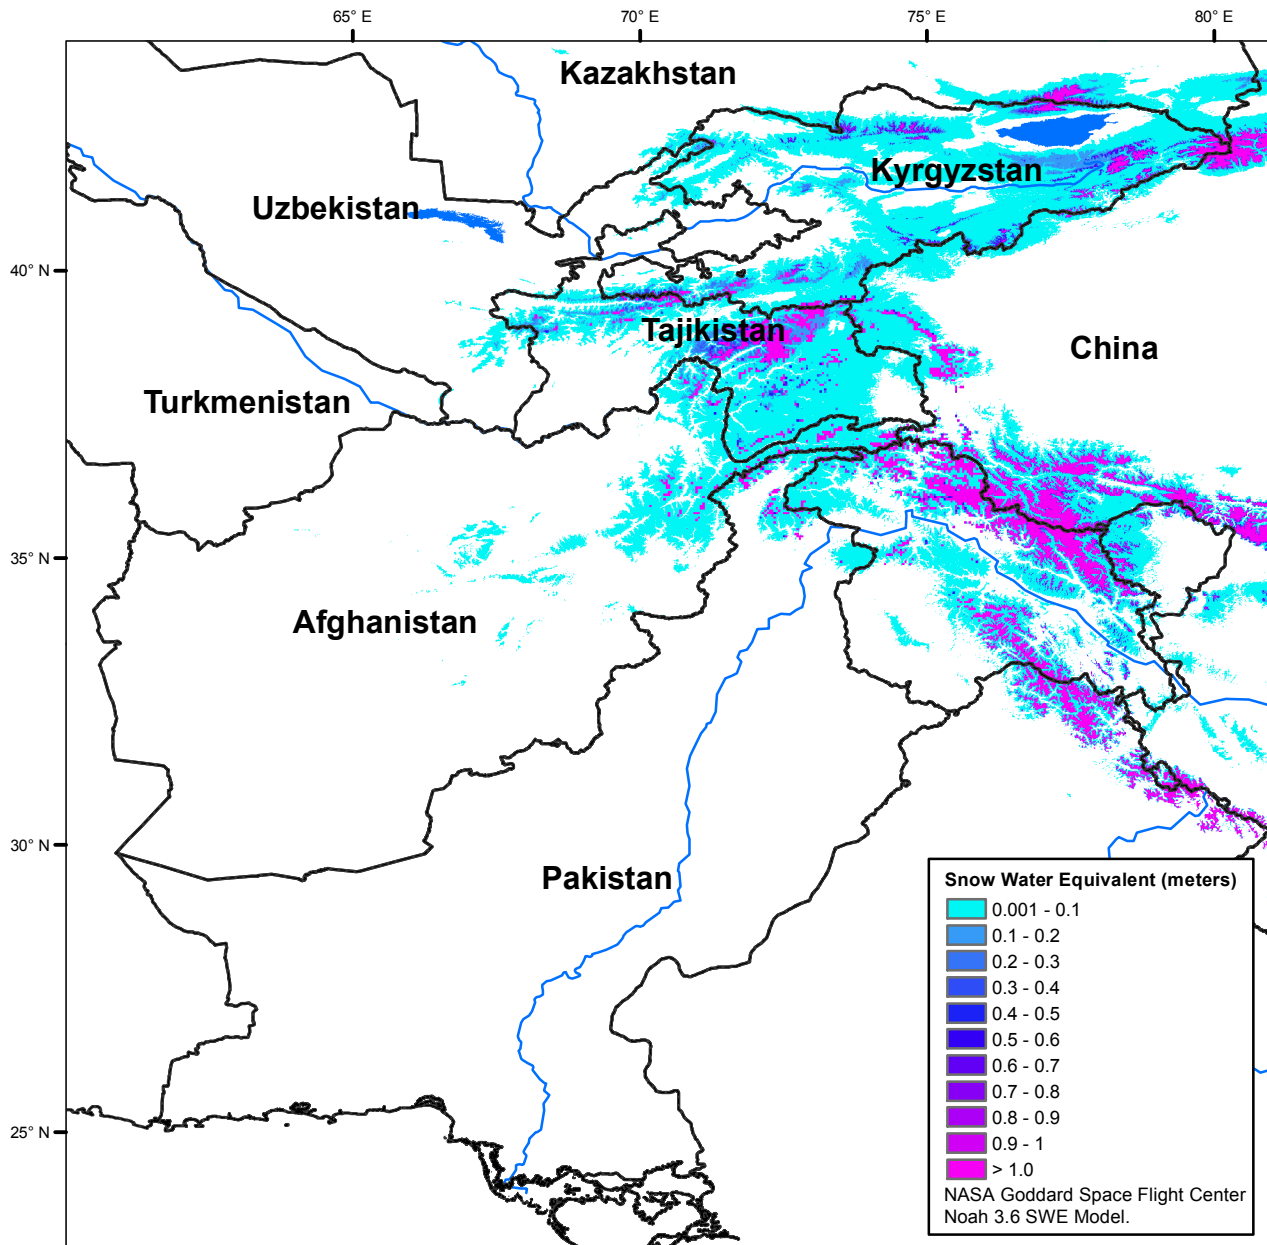 65° E
70° E
75° E
80° E
Kazakhstan
Kyrgyzstan
Uzbekistan
40° N
Tajikistan
China
Turkmenistan
35° N
Afghanistan
30° N
Pakistan
25° N
Snow Water Equivalent (meters)
0.001 - 0.1
0.1 - 0.2
0.2 - 0.3
0.3 - 0.4
0.4 - 0.5
0.5 - 0.6
0.6 - 0.7
0.7 - 0.8
0.8 - 0.9
0.9 - 1
> 1.0
NASA Goddard Space Flight Center
Noah 3.6 SWE Model.